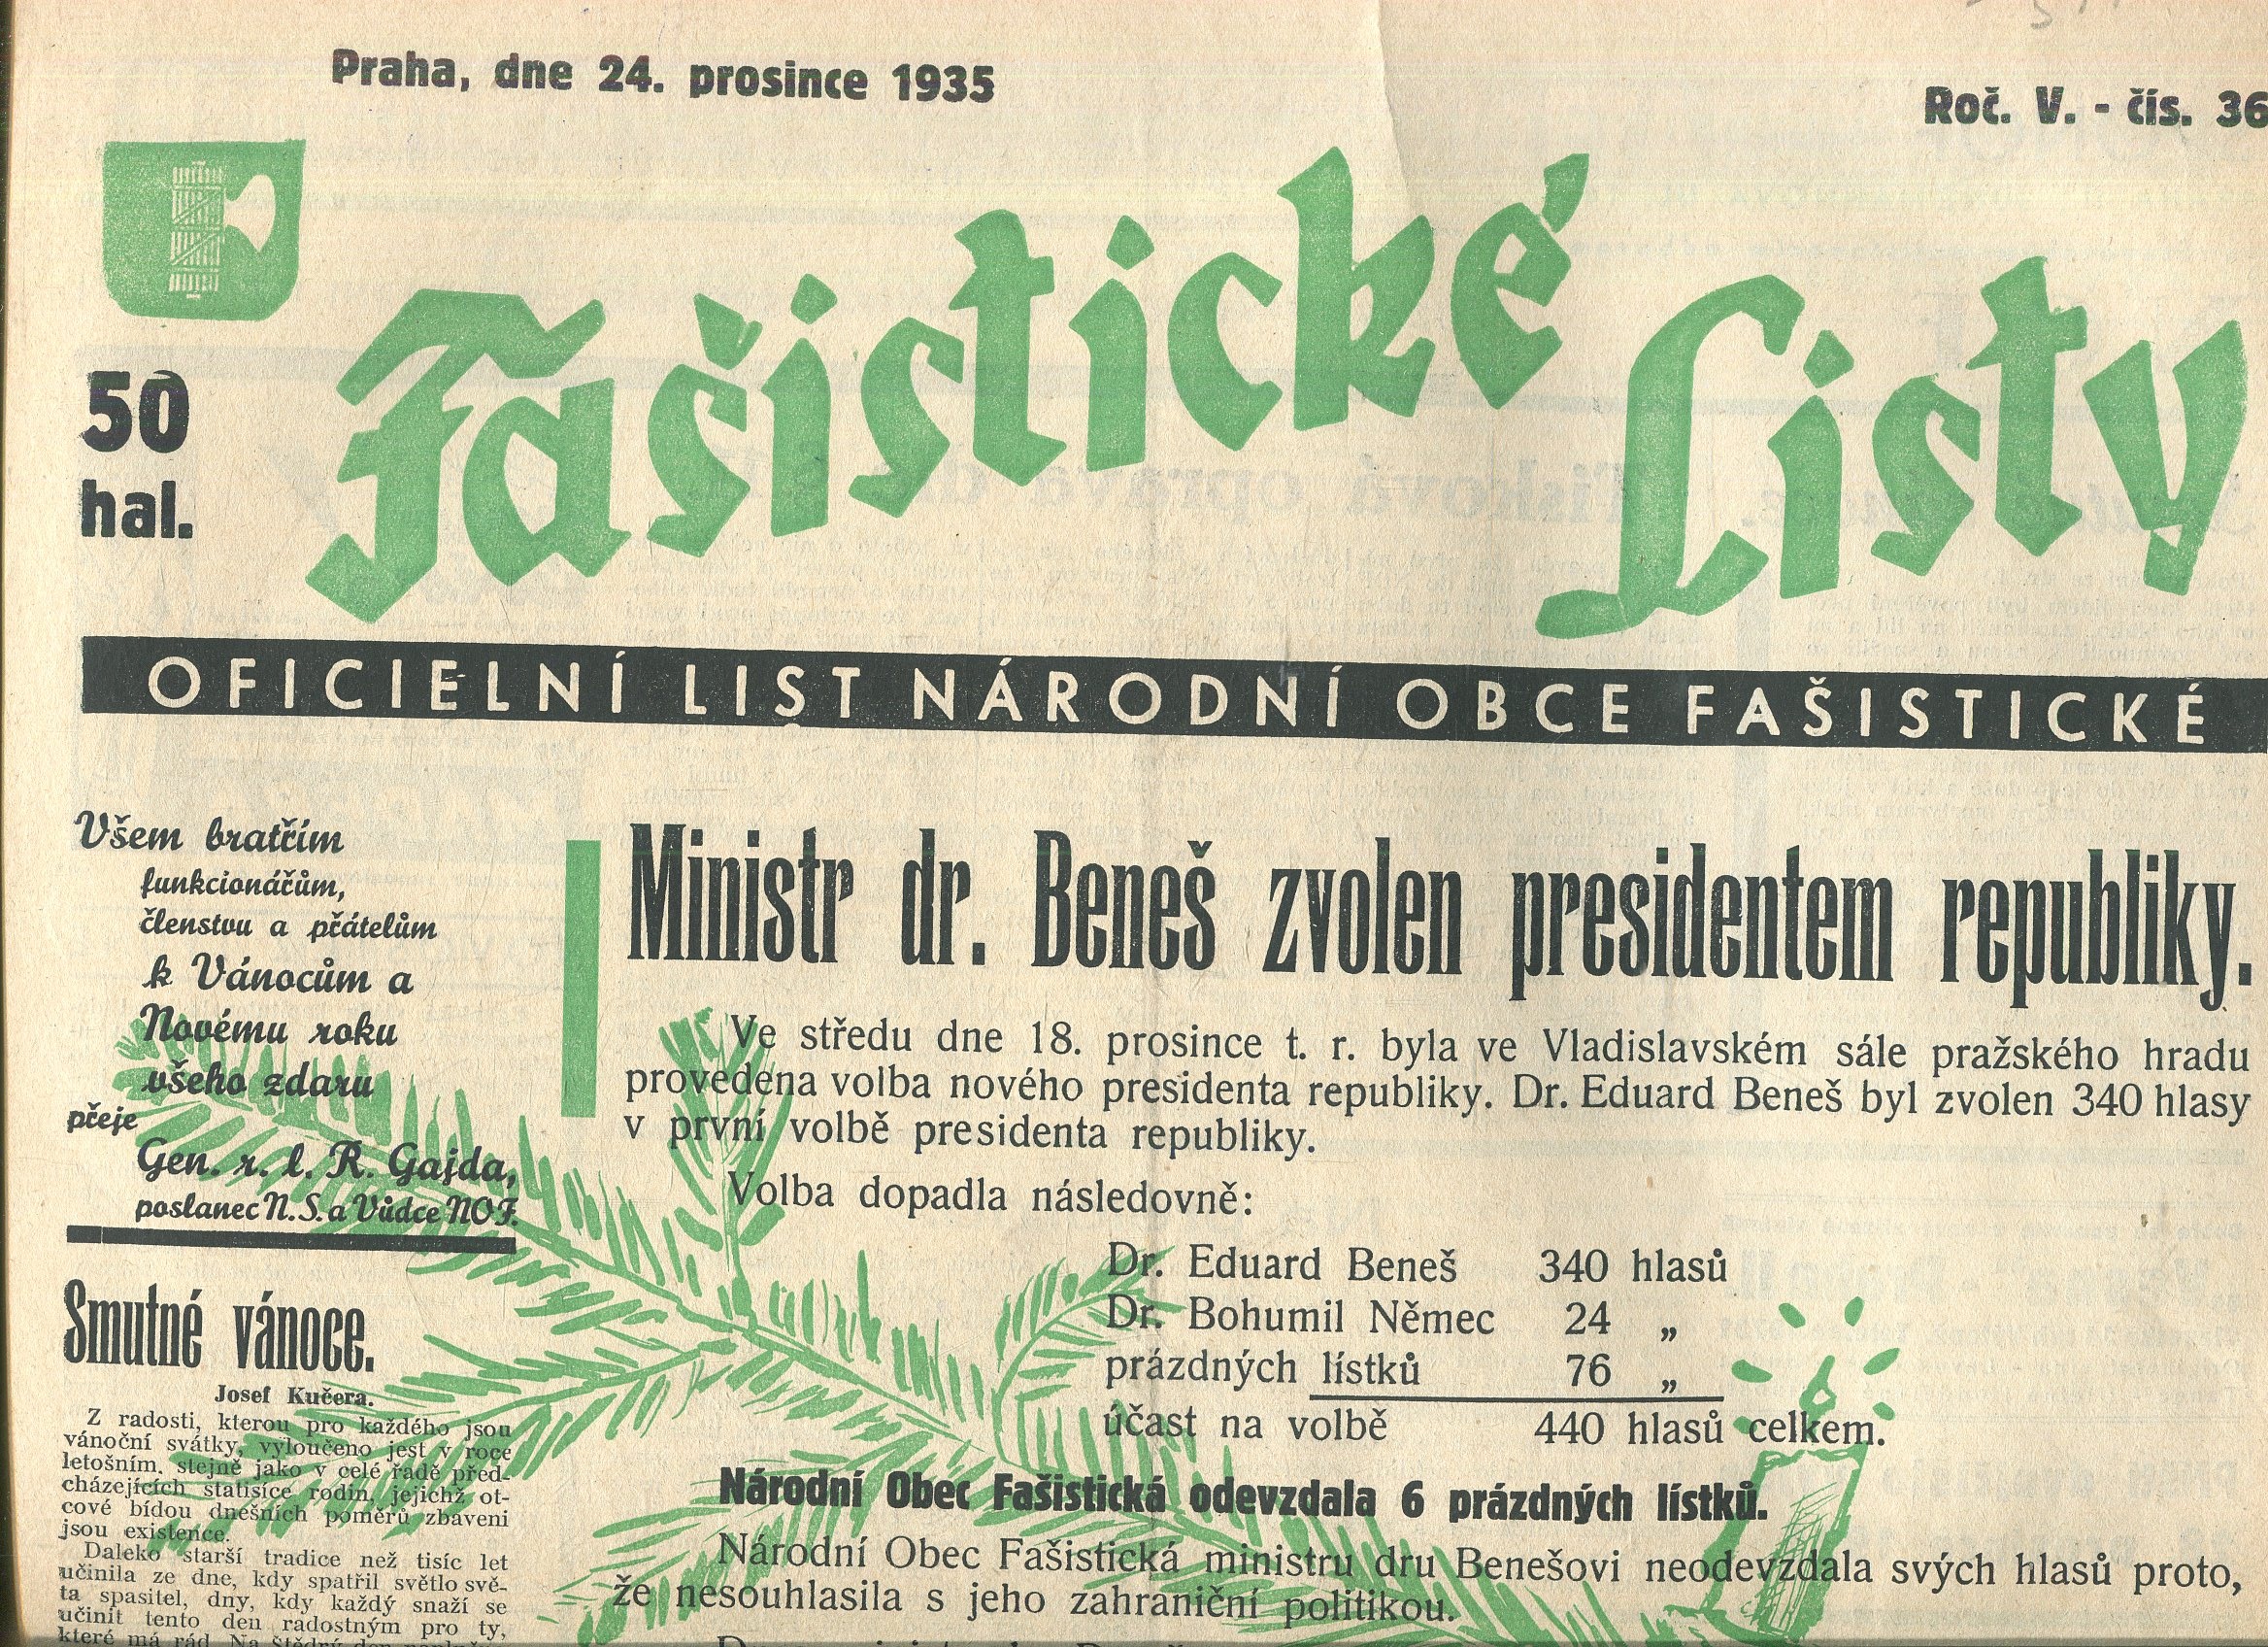 Praha, dne 24. prosince 1935
Roč. V. - čís. 36
Fašistické Listy
50
hal.
OFICIELNÍ LIST NÁRODNÍ OBCE FAŠISTICKÉ
Všem bratřím
funkcionářům,
členstvu a přátelům
k Vánocům a
Novému roku
všeho zdaru
přeje
Gen. r. l. R. Gajda,
poslanec N. S. a Vůdce NOF.
Smutné vánoce.
Josef Kučera.
Z radosti, kterou pro každého jsou
vánoční svátky, vyloučeno jest v roce
letošním, stejně jako v celé řadě před-
cházejících statisíce rodin, jejichž ot-
cové bídou dnešních poměrů zbaveni
jsou existence.
Daleko starší tradice než tisíc let
učinila ze dne, kdy spatřil světlo svě-
ta spasitel, dny, kdy každý snaží se
učinit tento den radostným pro ty,
které má rád. Na Štědrý den
Ministr dr. Beneš zvolen presidentem republiky.
Ve středu dne 18. prosince t. r. byla ve Vladislavském sále pražského hradu
provedena volba nového presidenta republiky. Dr. Eduard Beneš byl zvolen 340 hlasy
v první volbě presidenta republiky.
Volba dopadla následovně:
Dr. Eduard Beneš 340 hlasů
Dr. Bohumil Němec 24 „
prázdných lístků 76 „
účast na volbě 440 hlasů celkem.
Národní Obec Fašistická odevzdala 6 prázdných lístků.
Národní Obec Fašistická ministru dru Benešovi neodevzdala svých hlasů proto,
že nesouhlasila s jeho zahraniční politikou.